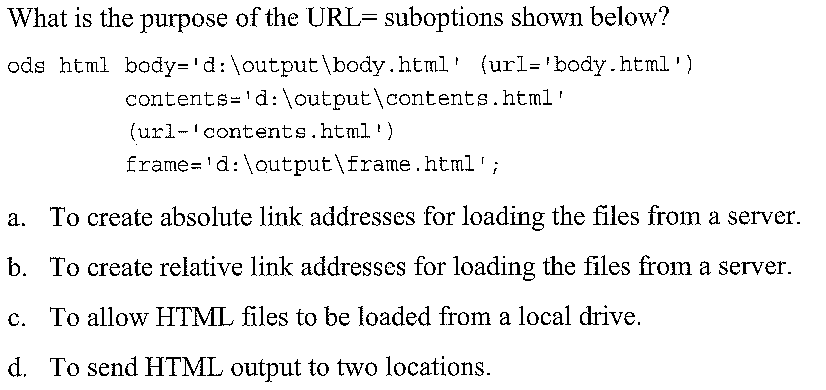 What is the purpose of the URL= suboptions shown below?
ods html body='d:\output\body.html' (url='body.html')
contents='d:\output\contents.html'
(url-'contents.html')
frame='d:\output\frame.html';
a. To create absolute link addresses for loading the files from a server.
b. To create relative link addresses for loading the files from a server.
c. To allow HTML files to be loaded from a local drive.
d. To send HTML output to two locations.